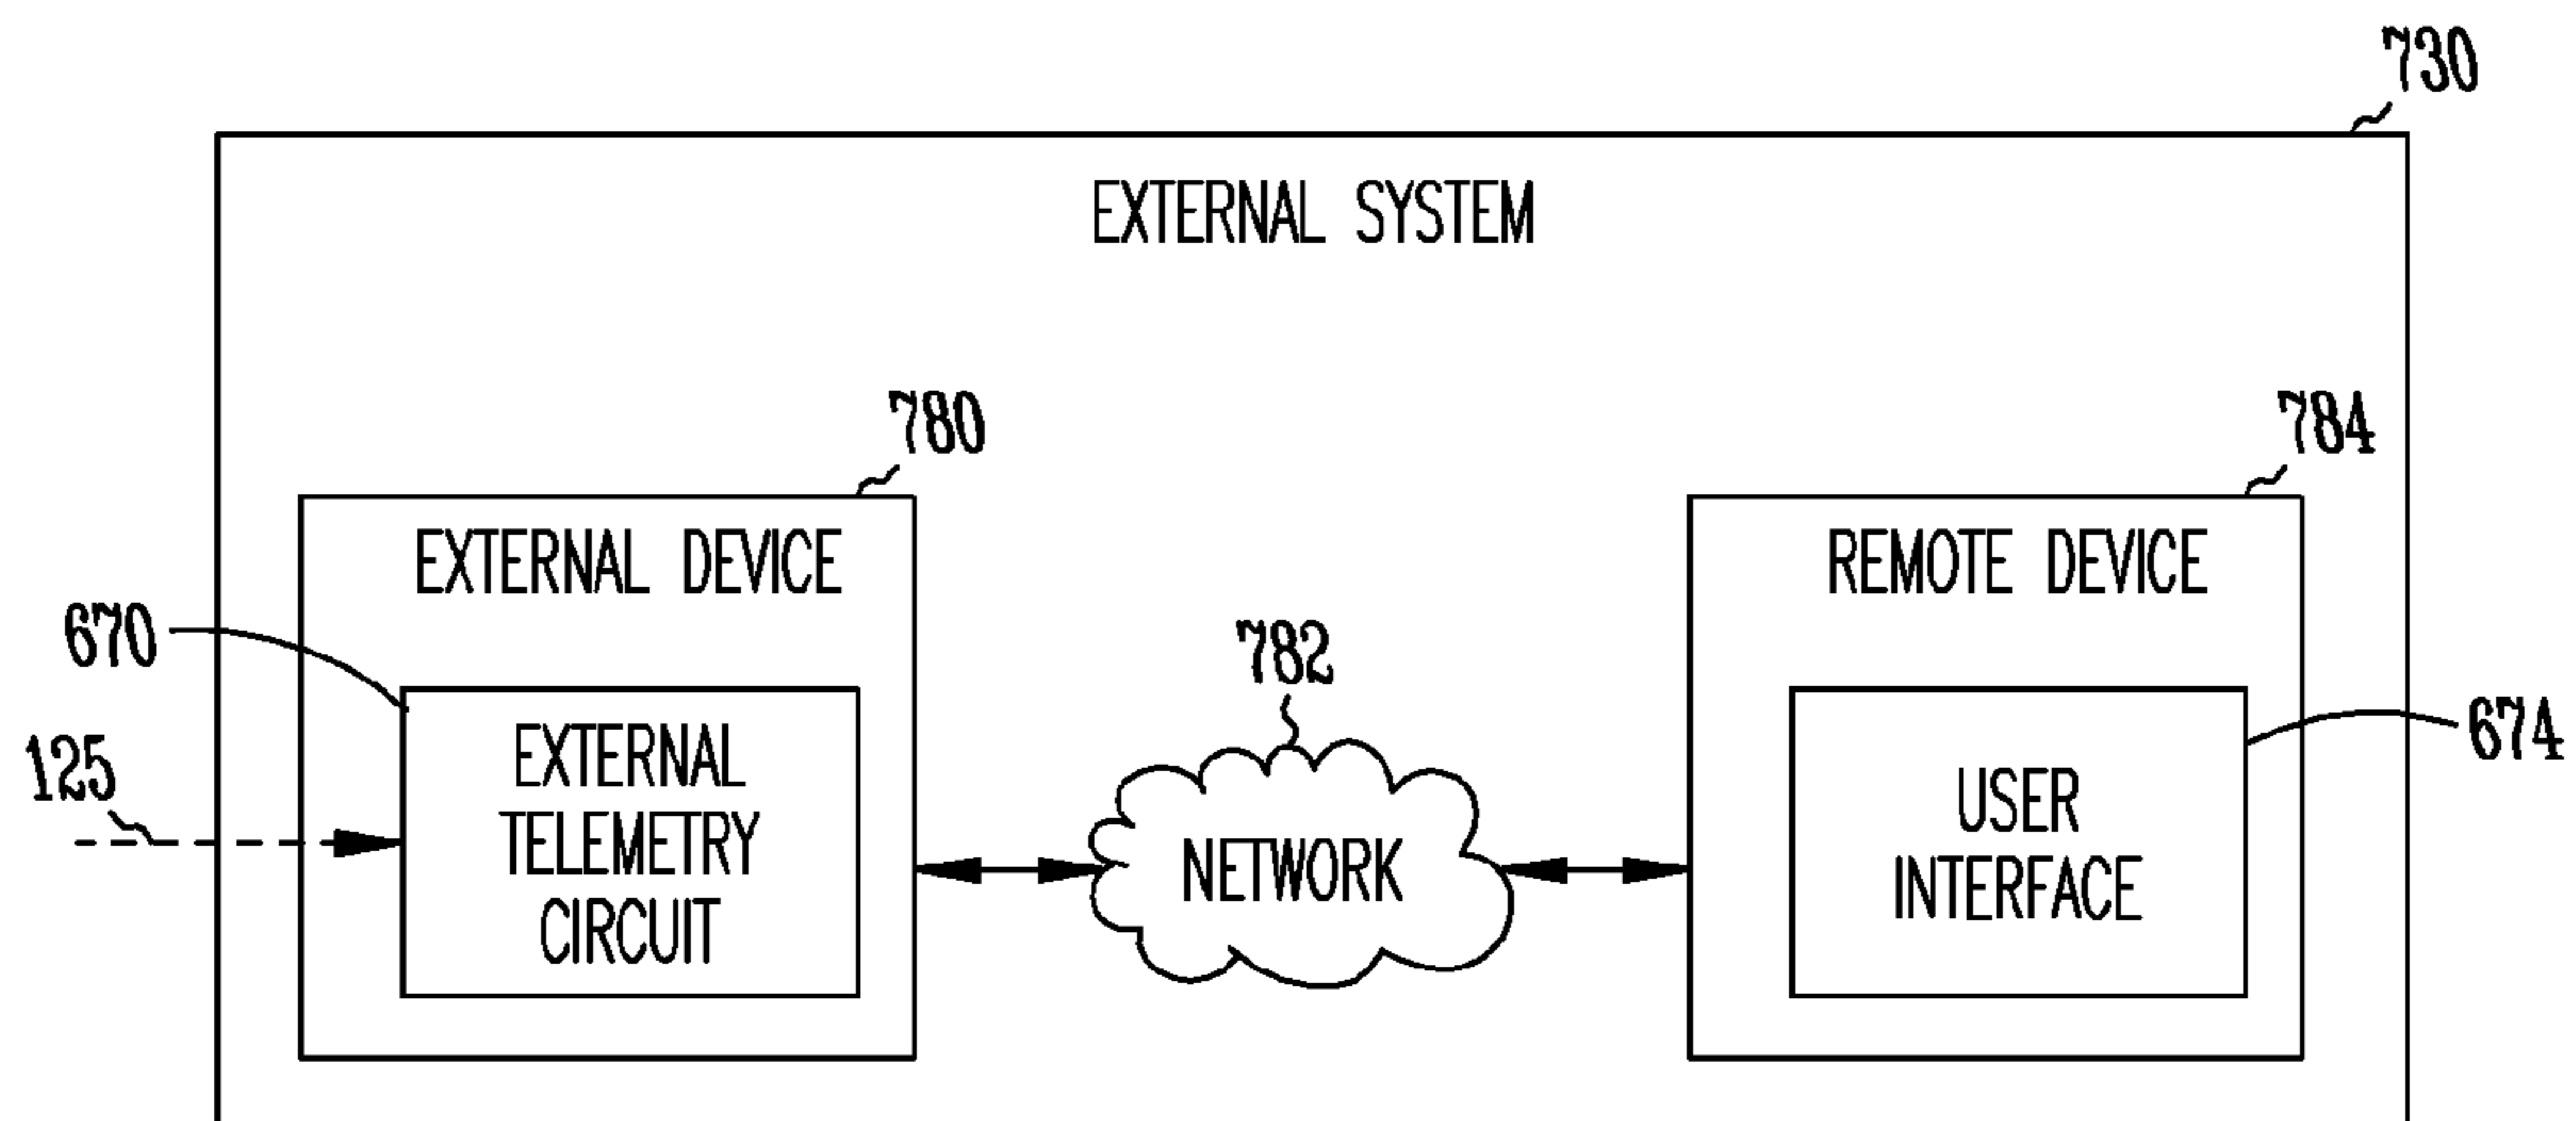 730
EXTERNAL SYSTEM
780
784
EXTERNAL DEVICE
REMOTE DEVICE
670
782
674
125
EXTERNAL
TELEMETRY
CIRCUIT
NETWORK
USER
INTERFACE